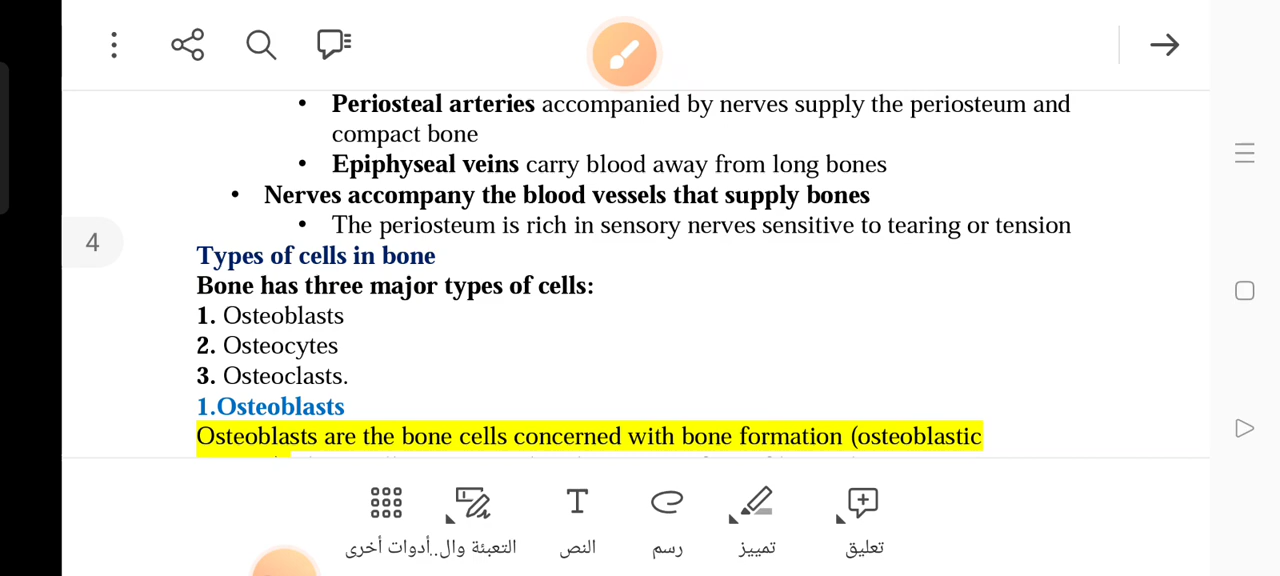 • Periosteal arteries accompanied by nerves supply the periosteum and
compact bone
• Epiphyseal veins carry blood away from long bones
• Nerves accompany the blood vessels that supply bones
• The periosteum is rich in sensory nerves sensitive to tearing or tension
4
Types of cells in bone
Bone has three major types of cells:
1. Osteoblasts
2. Osteocytes
3. Osteoclasts.
1.Osteoblasts
Osteoblasts are the bone cells concerned with bone formation (osteoblastic
تعليق
تمييز
رسم
النص
التعبئة وال..
أدوات أخرى